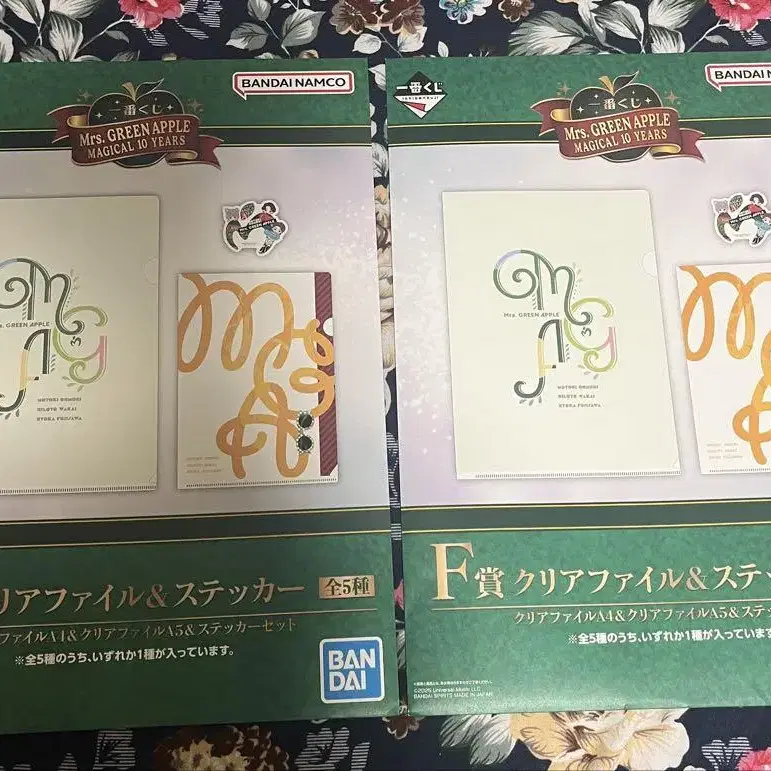 一番くじ
Mrs. GREEN APPLE
MAGICAL 10 YEARS
BANDAI NAMCO
M
Mrs. GREEN APPLE
A G
MOTOKI OHMORI
HIROTO WAKAI
RYOKA FUJISAWA
リアファイル&ステッカー 全5種
ファイルA4&クリアファイルA5&ステッカーセット
※全5種のうち、いずれか1種が入っています。
BAN
DAI
一番くじ
一番くじ
Mrs. GREEN APPLE
MAGICAL 10 YEARS
BANDAI NAM
M
Mrs. GREEN APPLE
A G
MOTOKI OHMORI
HIROTO WAKAI
RYOKA FUJISAWA
F賞 クリアファイル&ステッ
クリアファイルA4&クリアファイルA5&ステッ
※全5種のうち、いずれか1種が入っています
©2025 Universal Music LLC
BANDAI SPIRITS MADE IN JAPAN